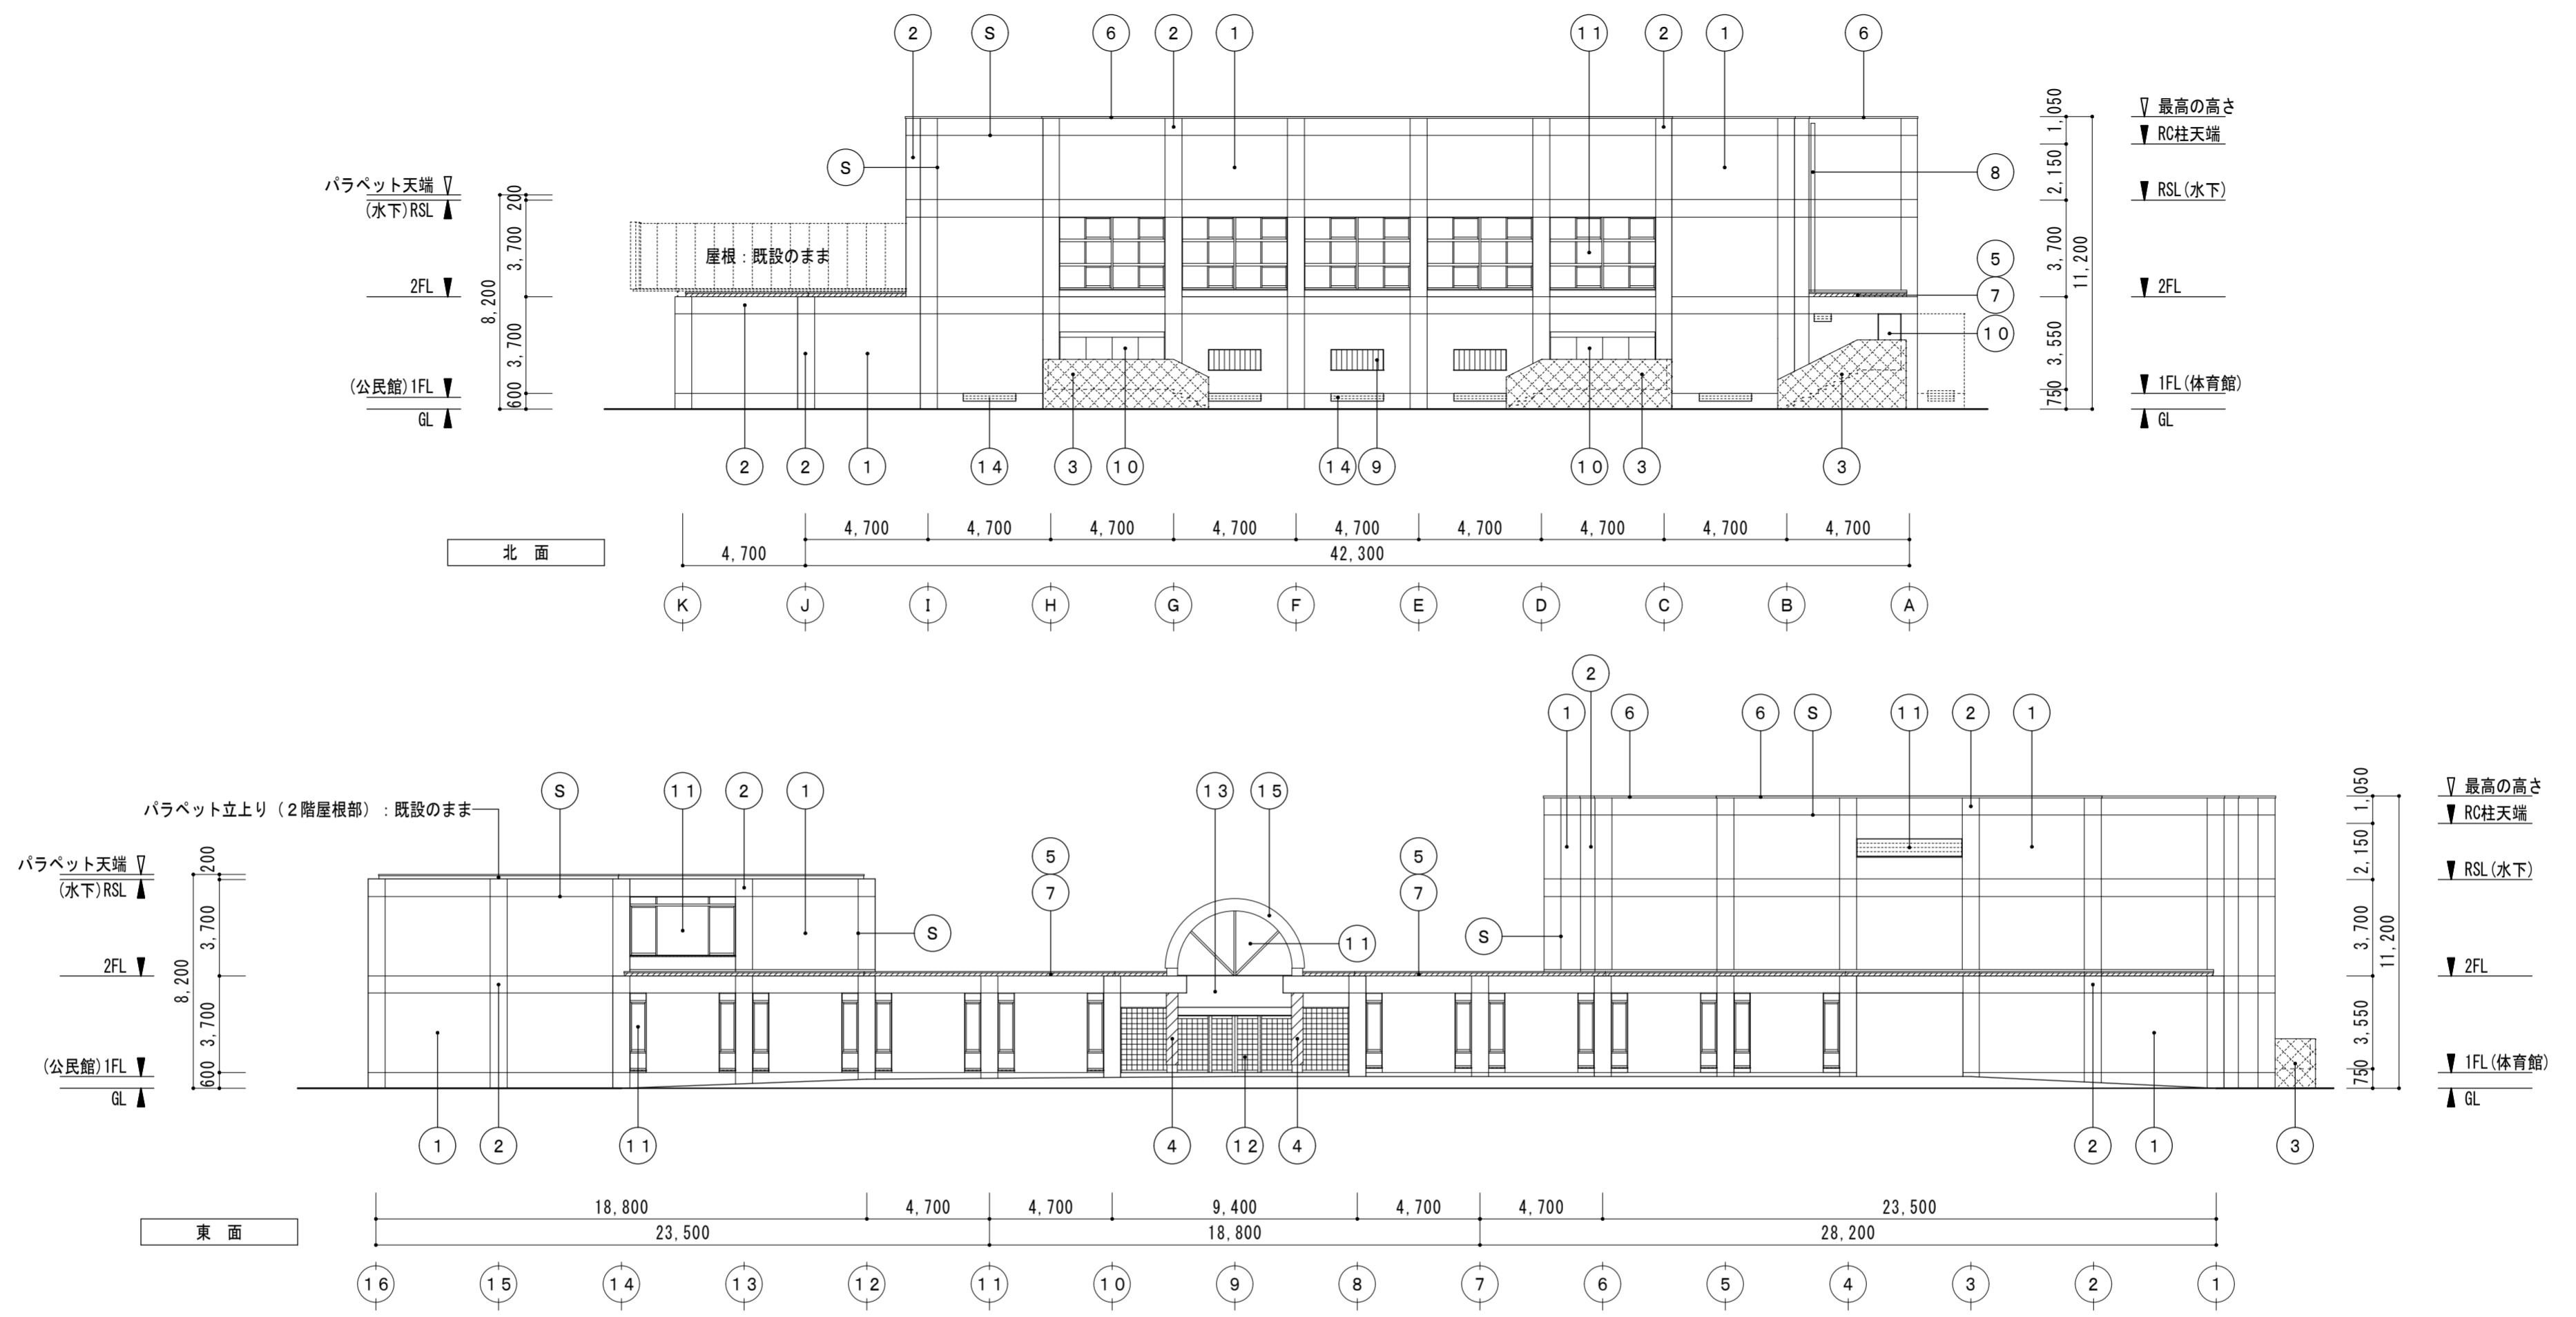 2 S 6 2 1 11 2 1 6
1,050
最高の高さ
RC柱天端
S
8
2,150
パラペット天端
200
RSL(水下)
(水下)RSL
3,700
屋根：既設のまま
3,700
11,200
5
2FL
8,200
7
2FL
10
3,700
3,550
(公民館)1FL
600
750
1FL(体育館)
GL
GL
2 2 1 14 3 10 14 9 10 3 3
4,700 4,700 4,700 4,700 4,700 4,700 4,700 4,700 4,700
北 面
4,700 42,300
K J I H G F E D C B A
2
1 6 6 S 11 2 1
S 11 2 1 13 15
1,050
最高の高さ
パラペット立上り（２階屋根部）：既設のまま
RC柱天端
5 5
2,150
パラペット天端
200
RSL(水下)
(水下)RSL
7 7
3,700
S
11
S
3,700
11,200
2FL
8,200
2FL
3,700
3,550
(公民館)1FL
600
750
1FL(体育館)
GL
GL
1 2 11 4 12 4 2 1 3
18,800 4,700 4,700 9,400 4,700 4,700 23,500
東 面
23,500 18,800 28,200
16 15 14 13 12 11 10 9 8 7 6 5 4 3 2 1